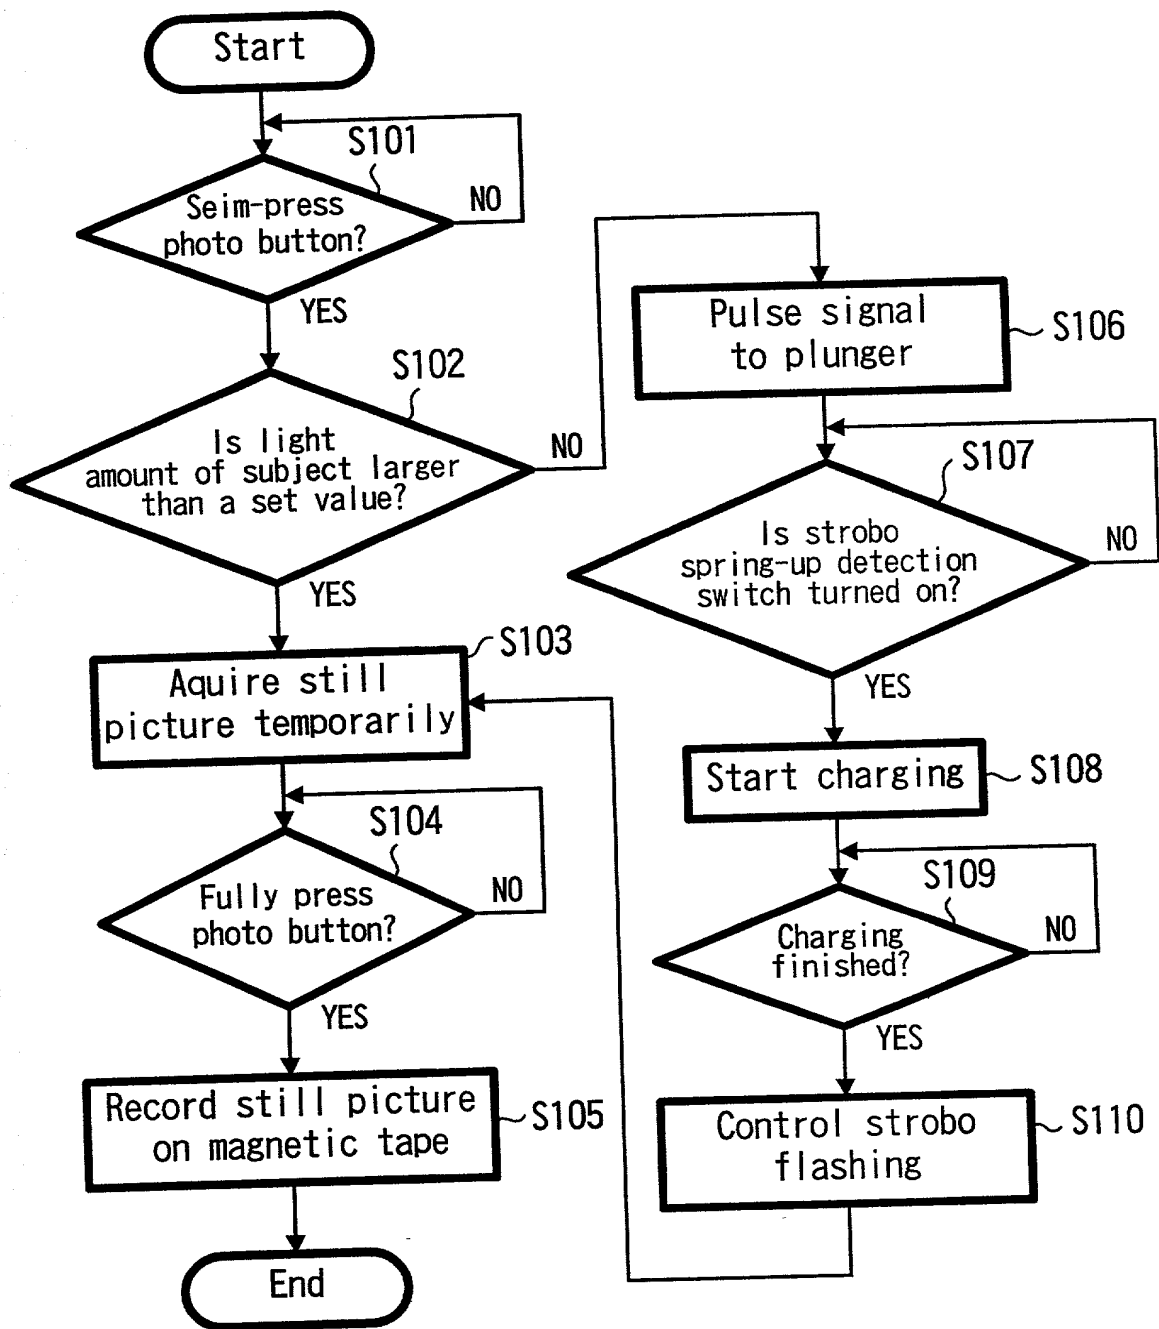 Start
S101
Seim-press
photo button?
NO
YES
S102
Is light
amount of subject larger
than a set value?
NO
YES
S103
Aquire still
picture temporarily
S104
Fully press
photo button?
NO
YES
Record still picture
on magnetic tape
S105
End
Pulse signal
to plunger
S106
S107
Is strobo
spring-up detection
switch turned on?
NO
YES
Start charging
S108
S109
Charging
finished?
NO
YES
Control strobo
flashing
S110